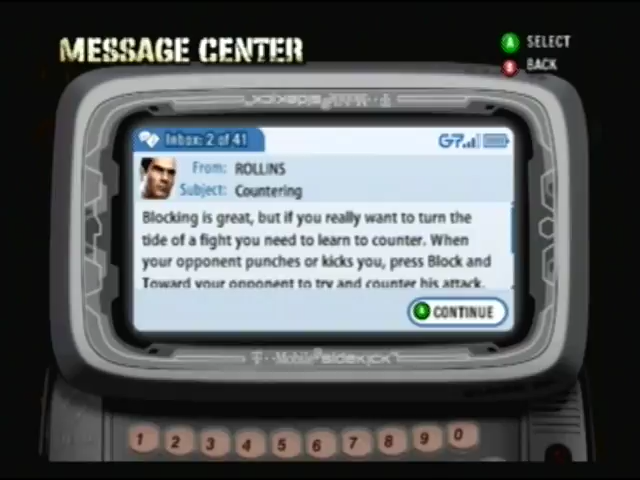 MESSAGE CENTER
A SELECT
B BACK
Inbox: 2 of 41
G7
From: ROLLINS
Subject: Countering
Blocking is great, but if you really want to turn the
tide of a fight you need to learn to counter. When
your opponent punches or kicks you, press Block and
Toward your opponent to try and counter his attack.
A CONTINUE
T··Mobile® sidekick
1 2 3 4 5 6 7 8 9 0